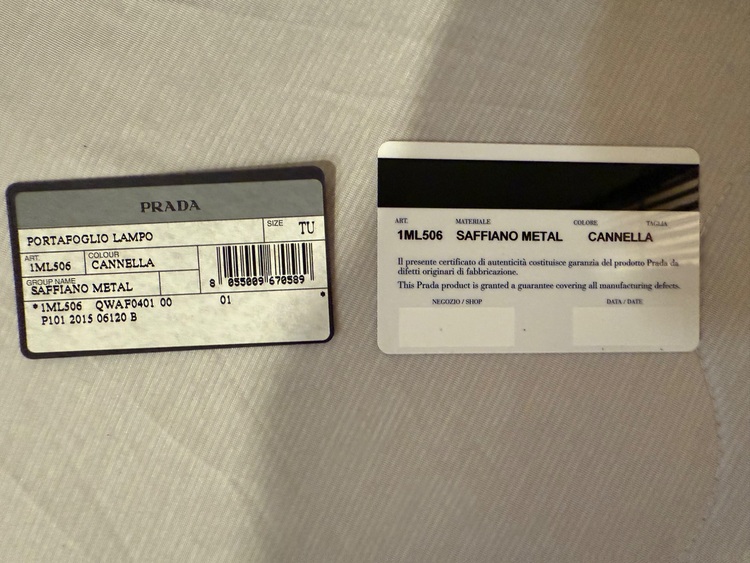 PRADA
PORTAFOGLIO LAMPO
SIZE TU
ART. 1ML506
COLOUR CANNELLA
GROUP NAME
SAFFIANO METAL
8 055009 670589
1ML506 QWAF0401 00 01
P101 2015 06120 B
ART. MATERIALE COLORE TAGLIA
1ML506 SAFFIANO METAL CANNELLA
Il presente certificato di autenticità costituisce garanzia del prodotto Prada da
difetti originari di fabbricazione.
This Prada product is granted a guarantee covering all manufacturing defects.
NEGOZIO / SHOP DATA / DATE